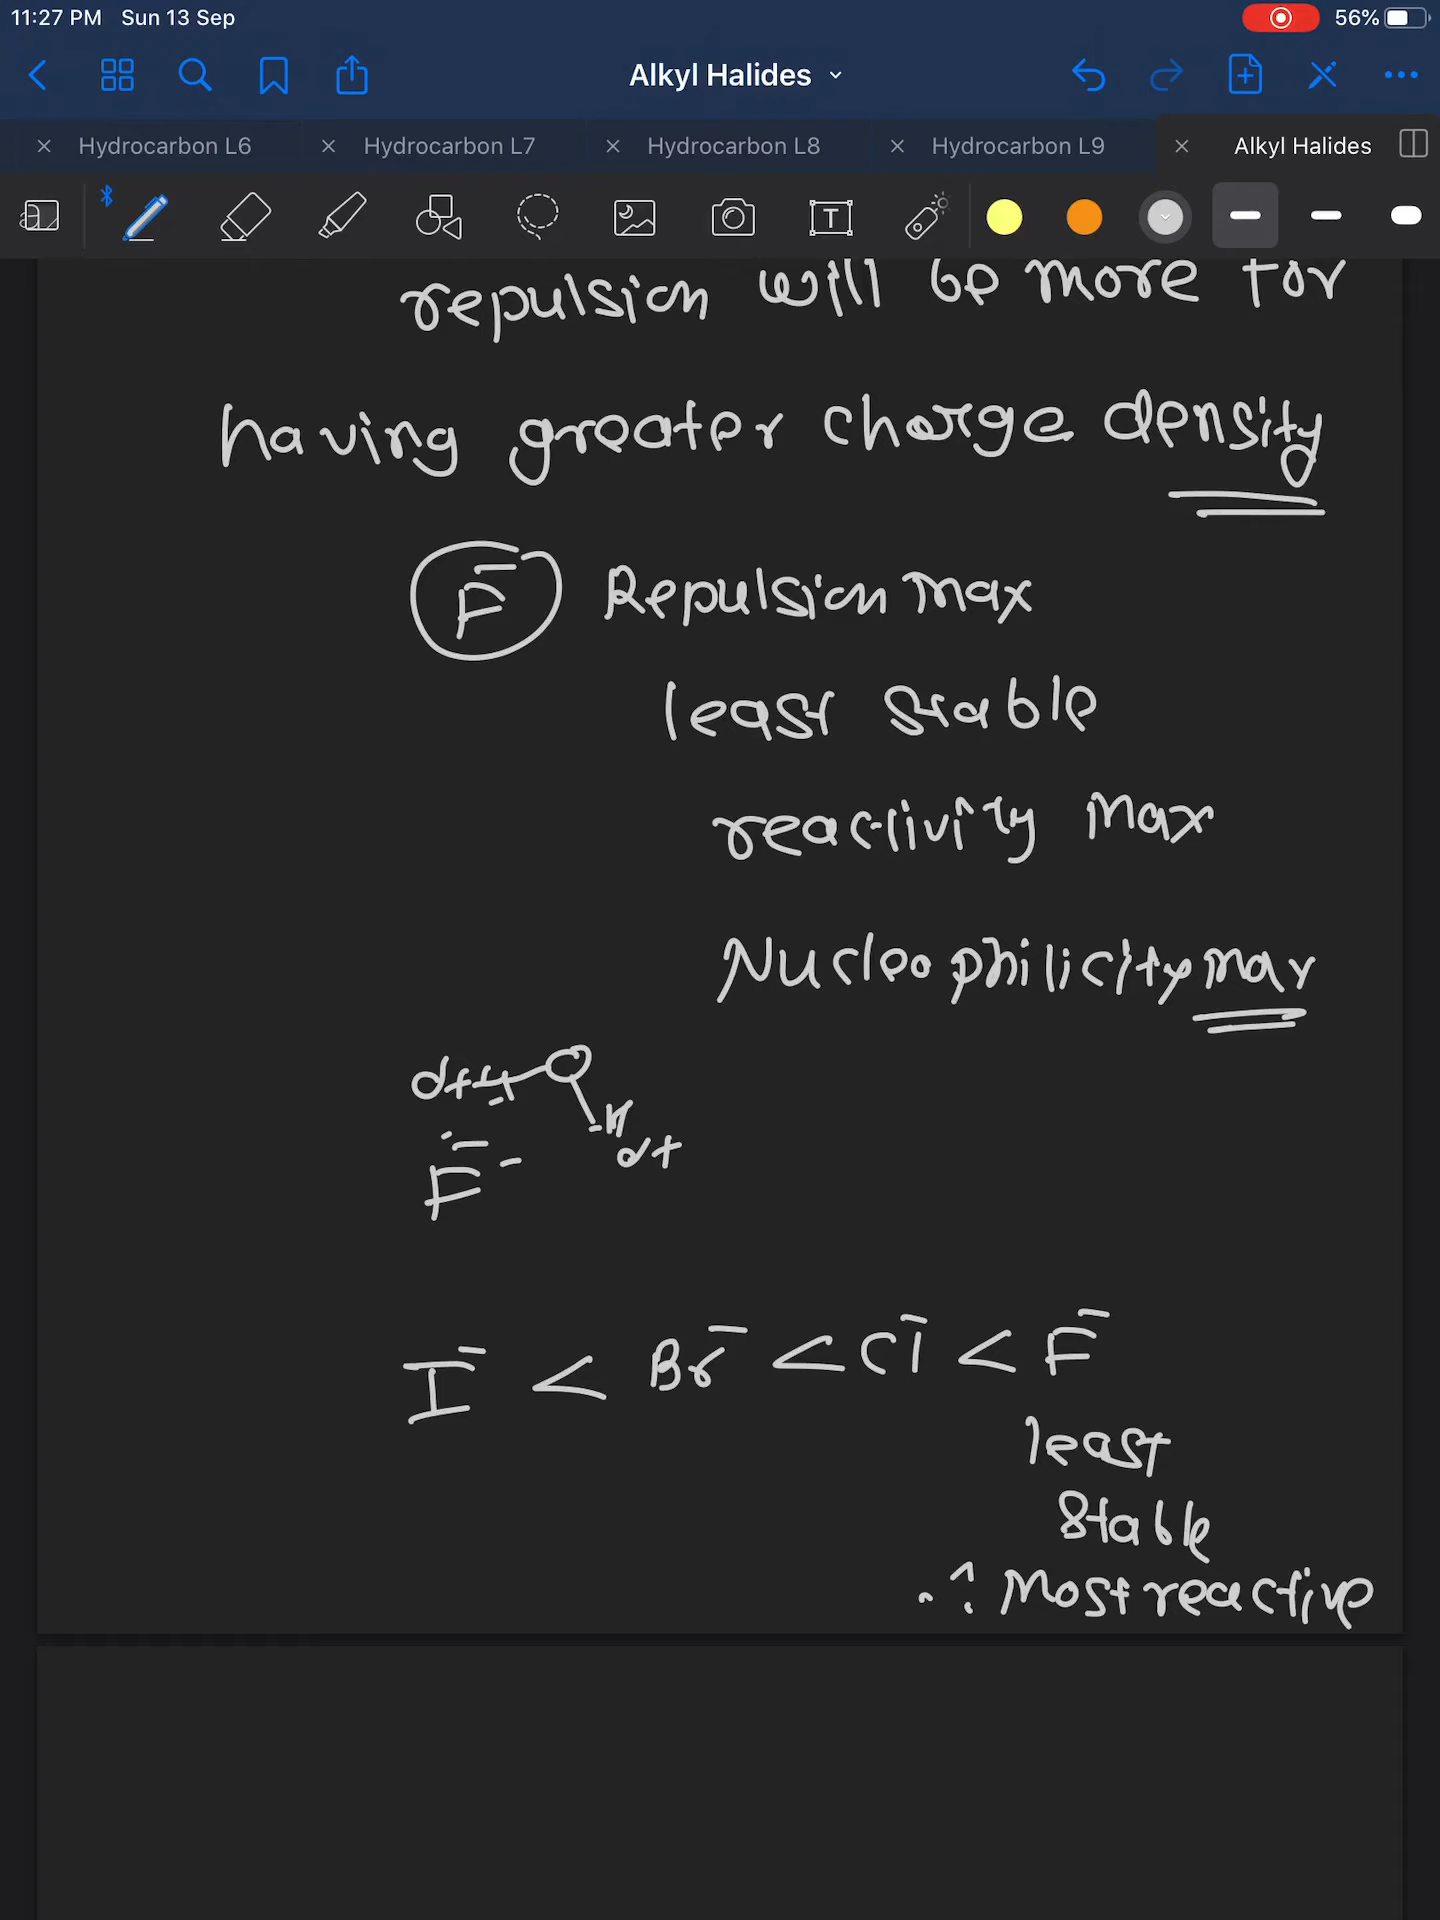 11:27 PM Sun 13 Sep 56%
Alkyl Halides
Hydrocarbon L6 Hydrocarbon L7 Hydrocarbon L8 Hydrocarbon L9 Alkyl Halides
repulsion will be more for
having greater charge density
F⁻ Repulsion max
least stable
reactivity max
Nucleophilicity max
δ+ H O
H δ+
F⁻
I⁻ < Br⁻ < Cl⁻ < F⁻
least
stable
∴ Most reactive